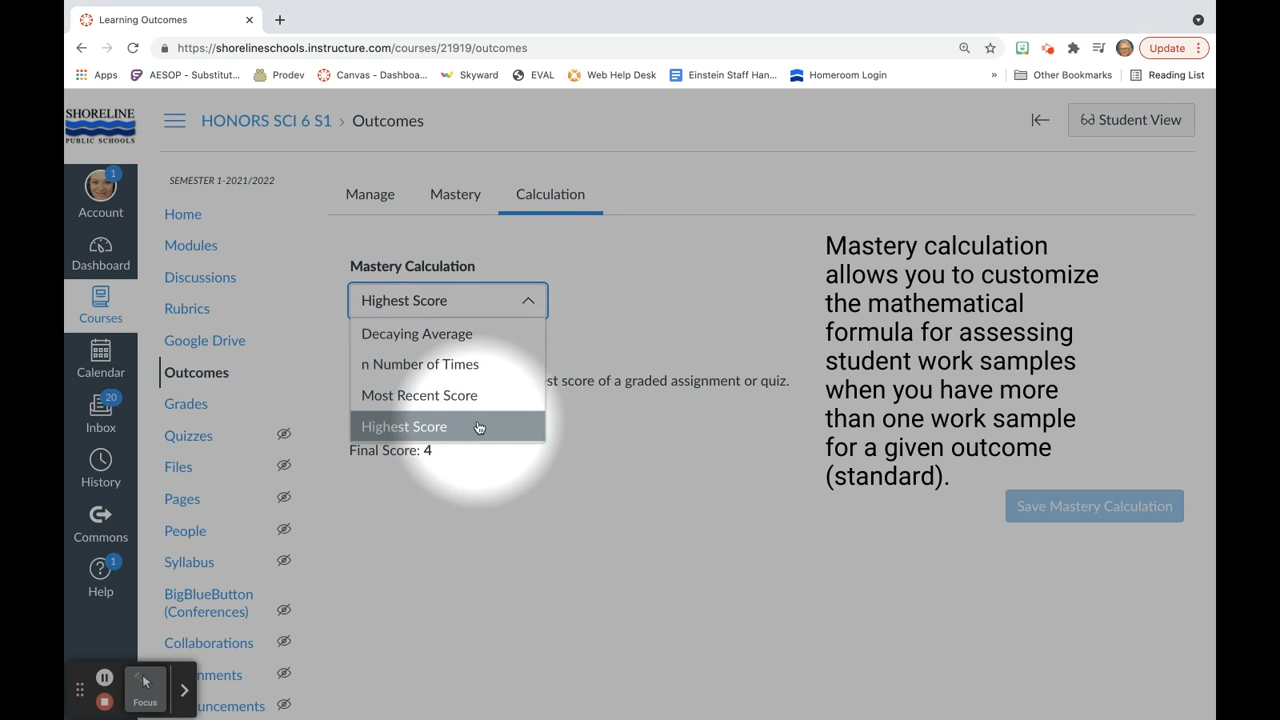 Learning Outcomes
https://shorelineschools.instructure.com/courses/21919/outcomes
Update
Apps
AESOP - Substitut...
Prodev
Canvas - Dashboa...
Skyward
EVAL
Web Help Desk
Einstein Staff Han...
Homeroom Login
»
Other Bookmarks
Reading List
SHORELINE
PUBLIC SCHOOLS
HONORS SCI 6 S1 › Outcomes
Student View
1
Account
Dashboard
Courses
Calendar
20
Inbox
History
Commons
1
Help
SEMESTER 1-2021/2022
Home
Modules
Discussions
Rubrics
Google Drive
Outcomes
Grades
Quizzes
Files
Pages
People
Syllabus
BigBlueButton
(Conferences)
Collaborations
nments
uncements
Focus
Manage
Mastery
Calculation
Mastery Calculation
Highest Score
Decaying Average
n Number of Times
Most Recent Score
Highest Score
st score of a graded assignment or quiz.
Final Score: 4
Mastery calculation
allows you to customize
the mathematical
formula for assessing
student work samples
when you have more
than one work sample
for a given outcome
(standard).
Save Mastery Calculation